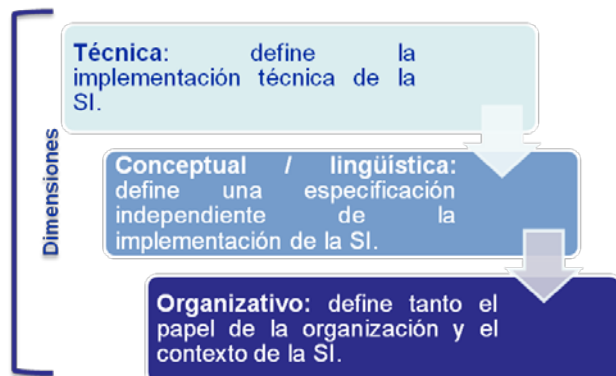 Dimensiones
Técnica: define la
implementación técnica de la
SI.
Conceptual / lingüística:
define una especificación
independiente de la
implementación de la SI.
Organizativo: define tanto el
papel de la organización y el
contexto de la SI.